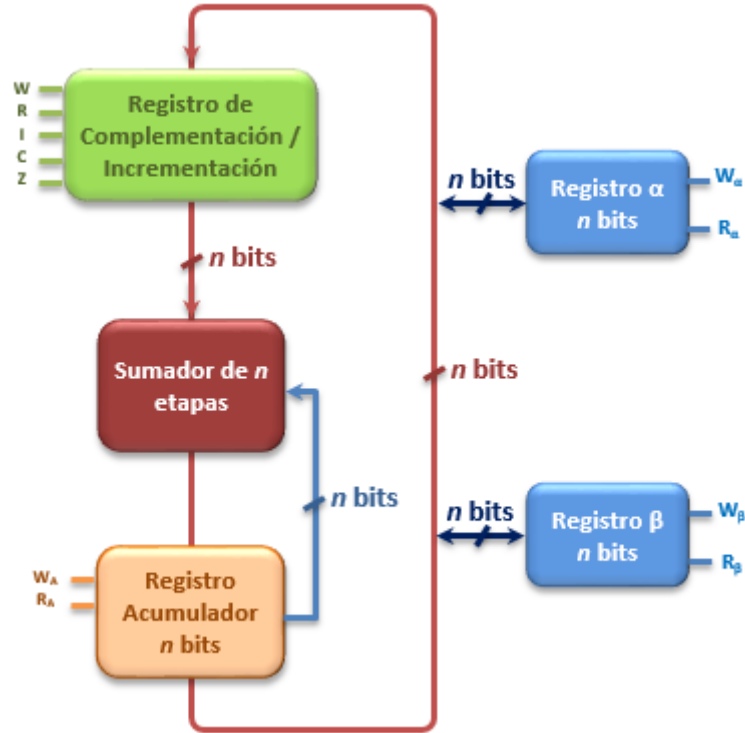 W
R
I
C
Z
Registro de
Complementación /
Incrementación
n bits
Registro α
n bits
Wα
Rα
n bits
Sumador de n
etapas
n bits
n bits
n bits
Registro β
n bits
Wβ
Rβ
WA
RA
Registro
Acumulador
n bits